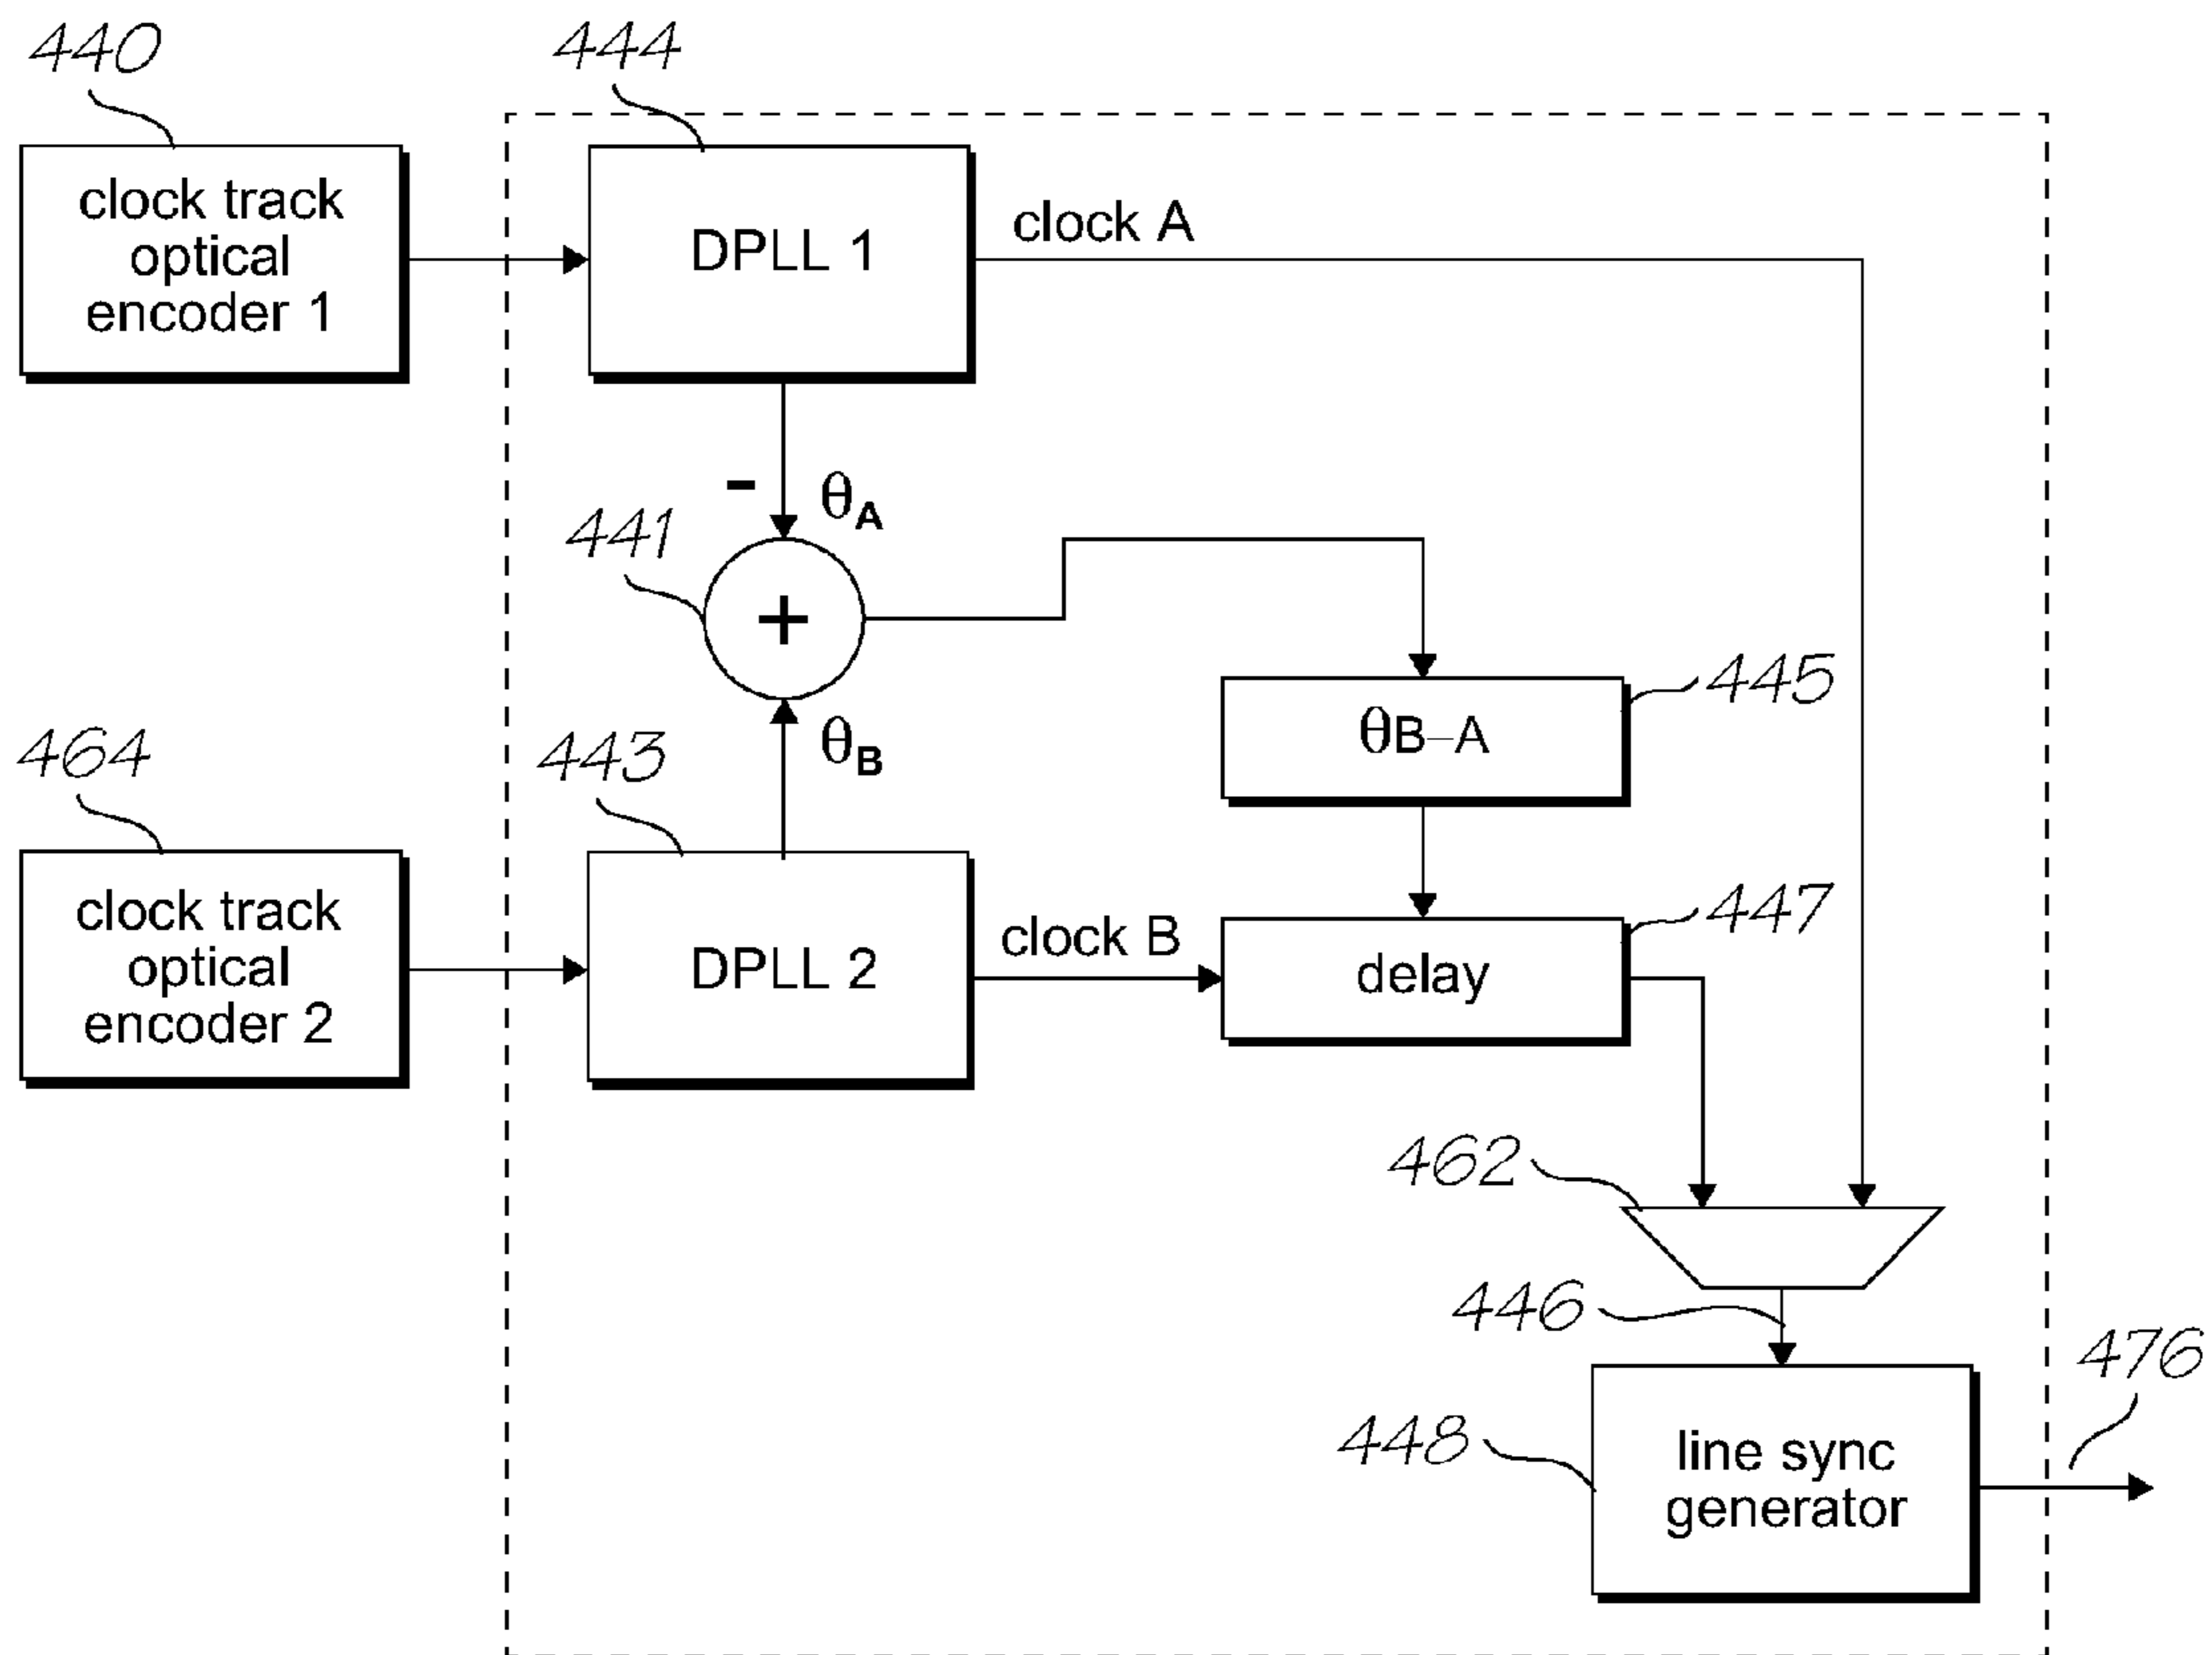 440
444
clock track
optical
encoder 1
DPLL 1
clock A
- θA
441
+
445
θB–A
464
443
θB
clock track
optical
encoder 2
DPLL 2
clock B
447
delay
462
446
476
448
line sync
generator